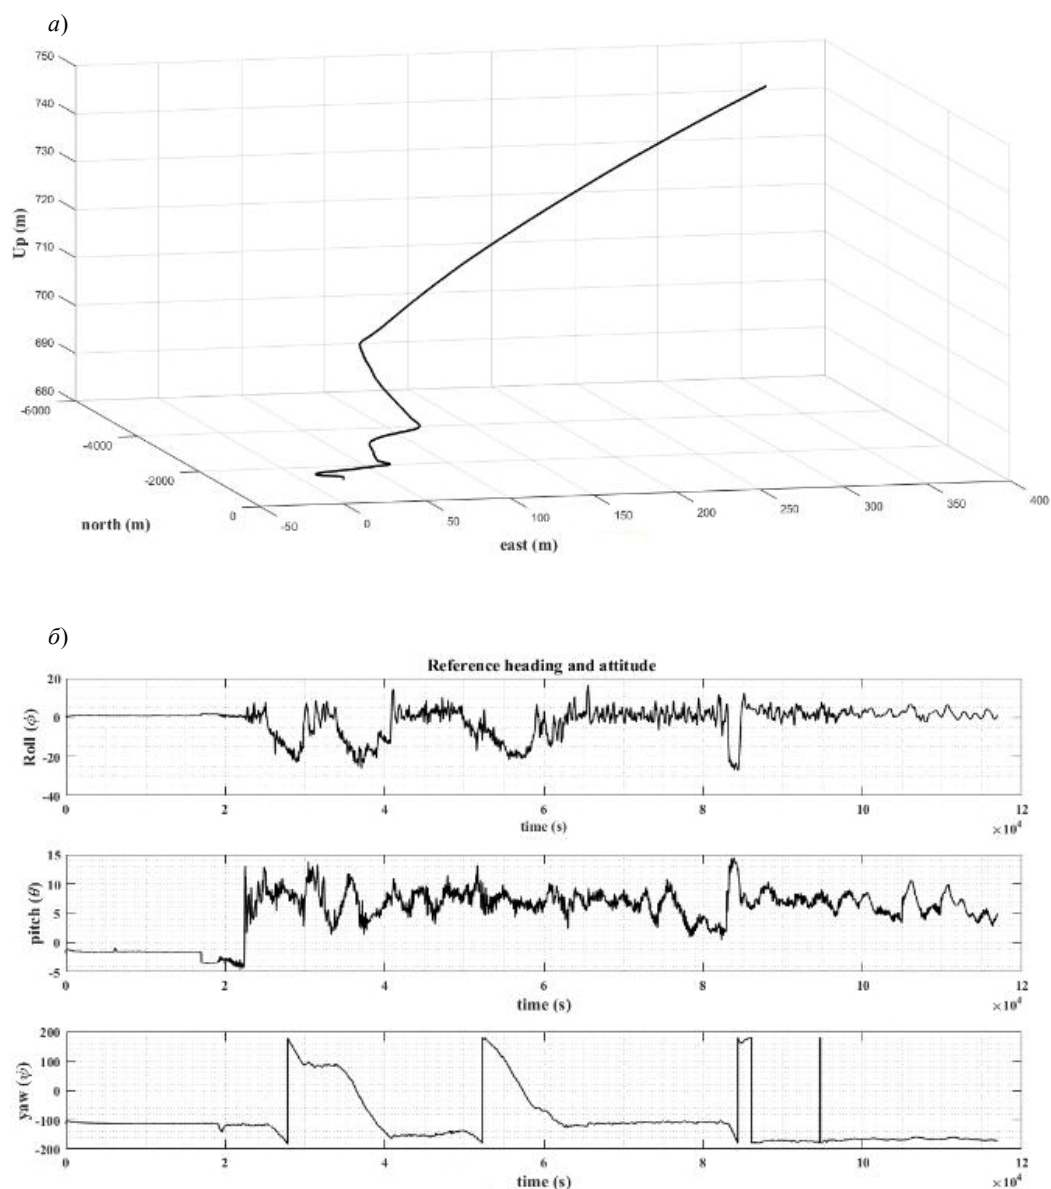 а)
750
740
730
720
710
700
690
680
Up (m)
-6000
-4000
-2000
0
north (m)
-50
0
50
100
150
200
250
300
350
400
east (m)
б)
Reference heading and attitude
20
0
-20
-40
Roll (ϕ)
0 2 4 6 8 10 12
time (s)
×10⁴
15
10
5
0
-5
pitch (θ)
0 2 4 6 8 10 12
time (s)
×10⁴
200
100
0
-100
-200
yaw (ψ)
0 2 4 6 8 10 12
time (s)
×10⁴